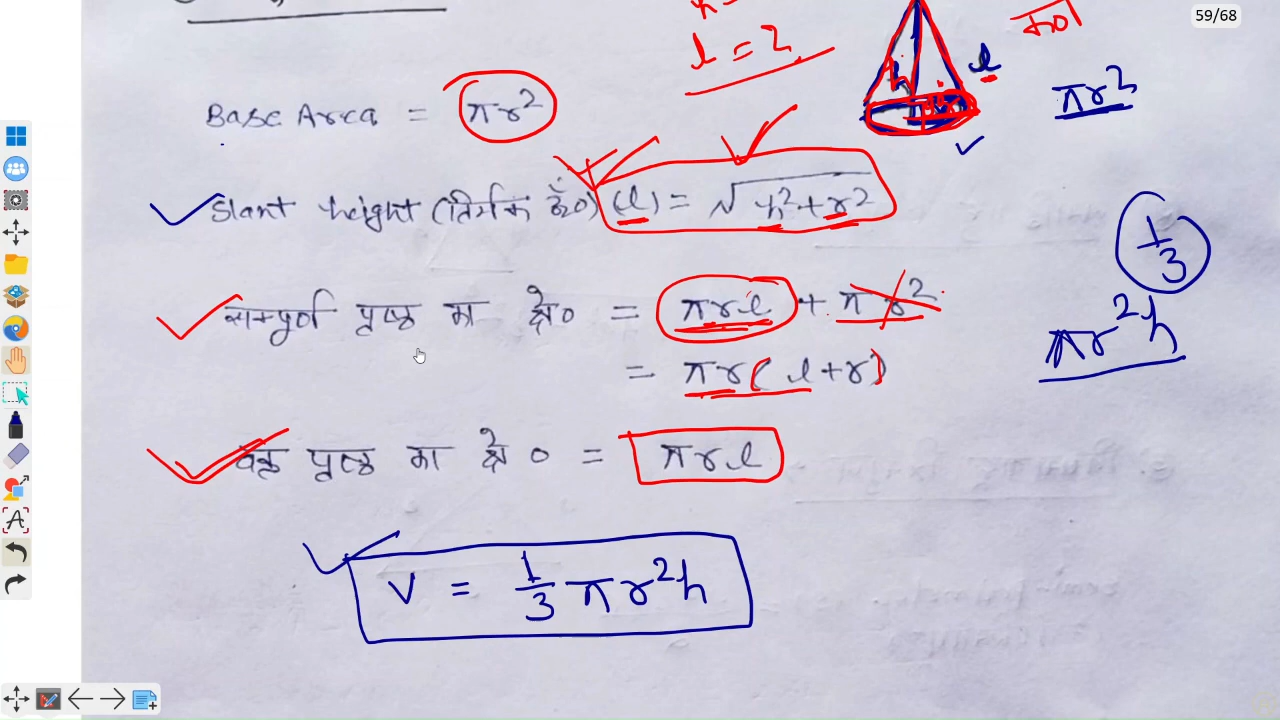 59/68
l = ?
h
l
πr²
Base Area = πr²
Slant height (तिर्यक ऊँ०) (l) = √h²+r²
1/3
πr²h
सम्पूर्ण पृष्ठ का क्षे० = πrl + πr²
= πr(l+r)
वक्र पृष्ठ का क्षे० = πrl
V = 1/3 πr²h